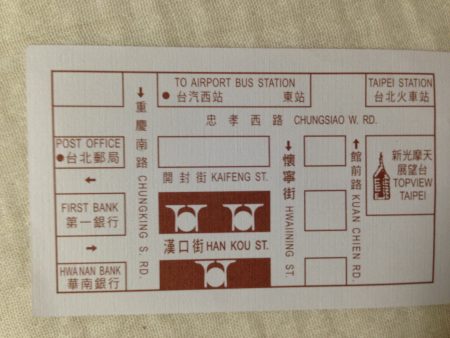 TO AIRPORT BUS STATION
台汽西站 東站
TAIPEI STATION
台北火車站
忠孝西路 CHUNGSIAO W. RD.
重慶南路 CHUNGKING S. RD.
POST OFFICE
台北郵局
開封街 KAIFENG ST.
懷寧街 HWAINING ST.
館前路 KUAN CHIEN RD.
新光摩天
展望台
TOPVIEW
TAIPEI
FIRST BANK
第一銀行
漢口街 HAN KOU ST.
HWA NAN BANK
華南銀行